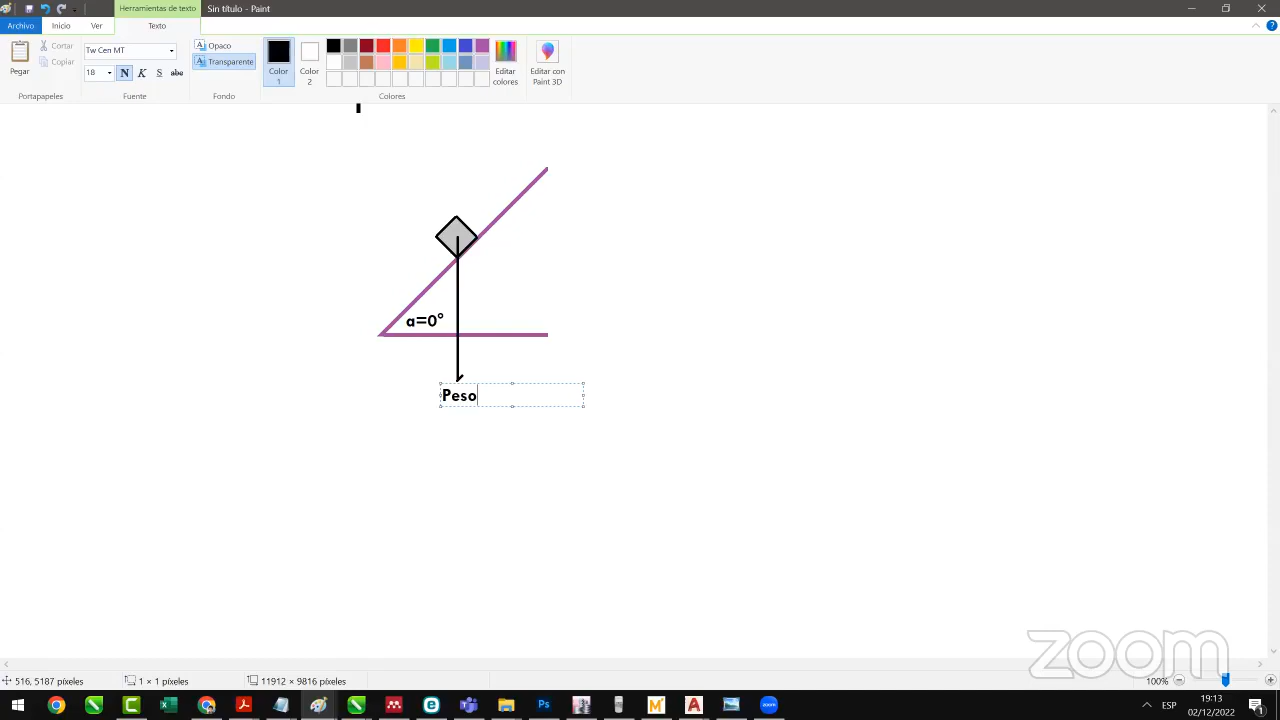 Herramientas de texto
Sin título - Paint
Archivo
Inicio
Ver
Texto
Pegar
Cortar
Copiar
Portapapeles
Tw Cen MT
18
N K S abc
Fuente
Opaco
Transparente
Fondo
Color 1
Color 2
Colores
Editar colores
Editar con Paint 3D
a=0°
Peso
zoom
516, 5187 píxeles
1 × 1 píxeles
11912 × 9816 píxeles
100%
ESP
19:13
02/12/2022